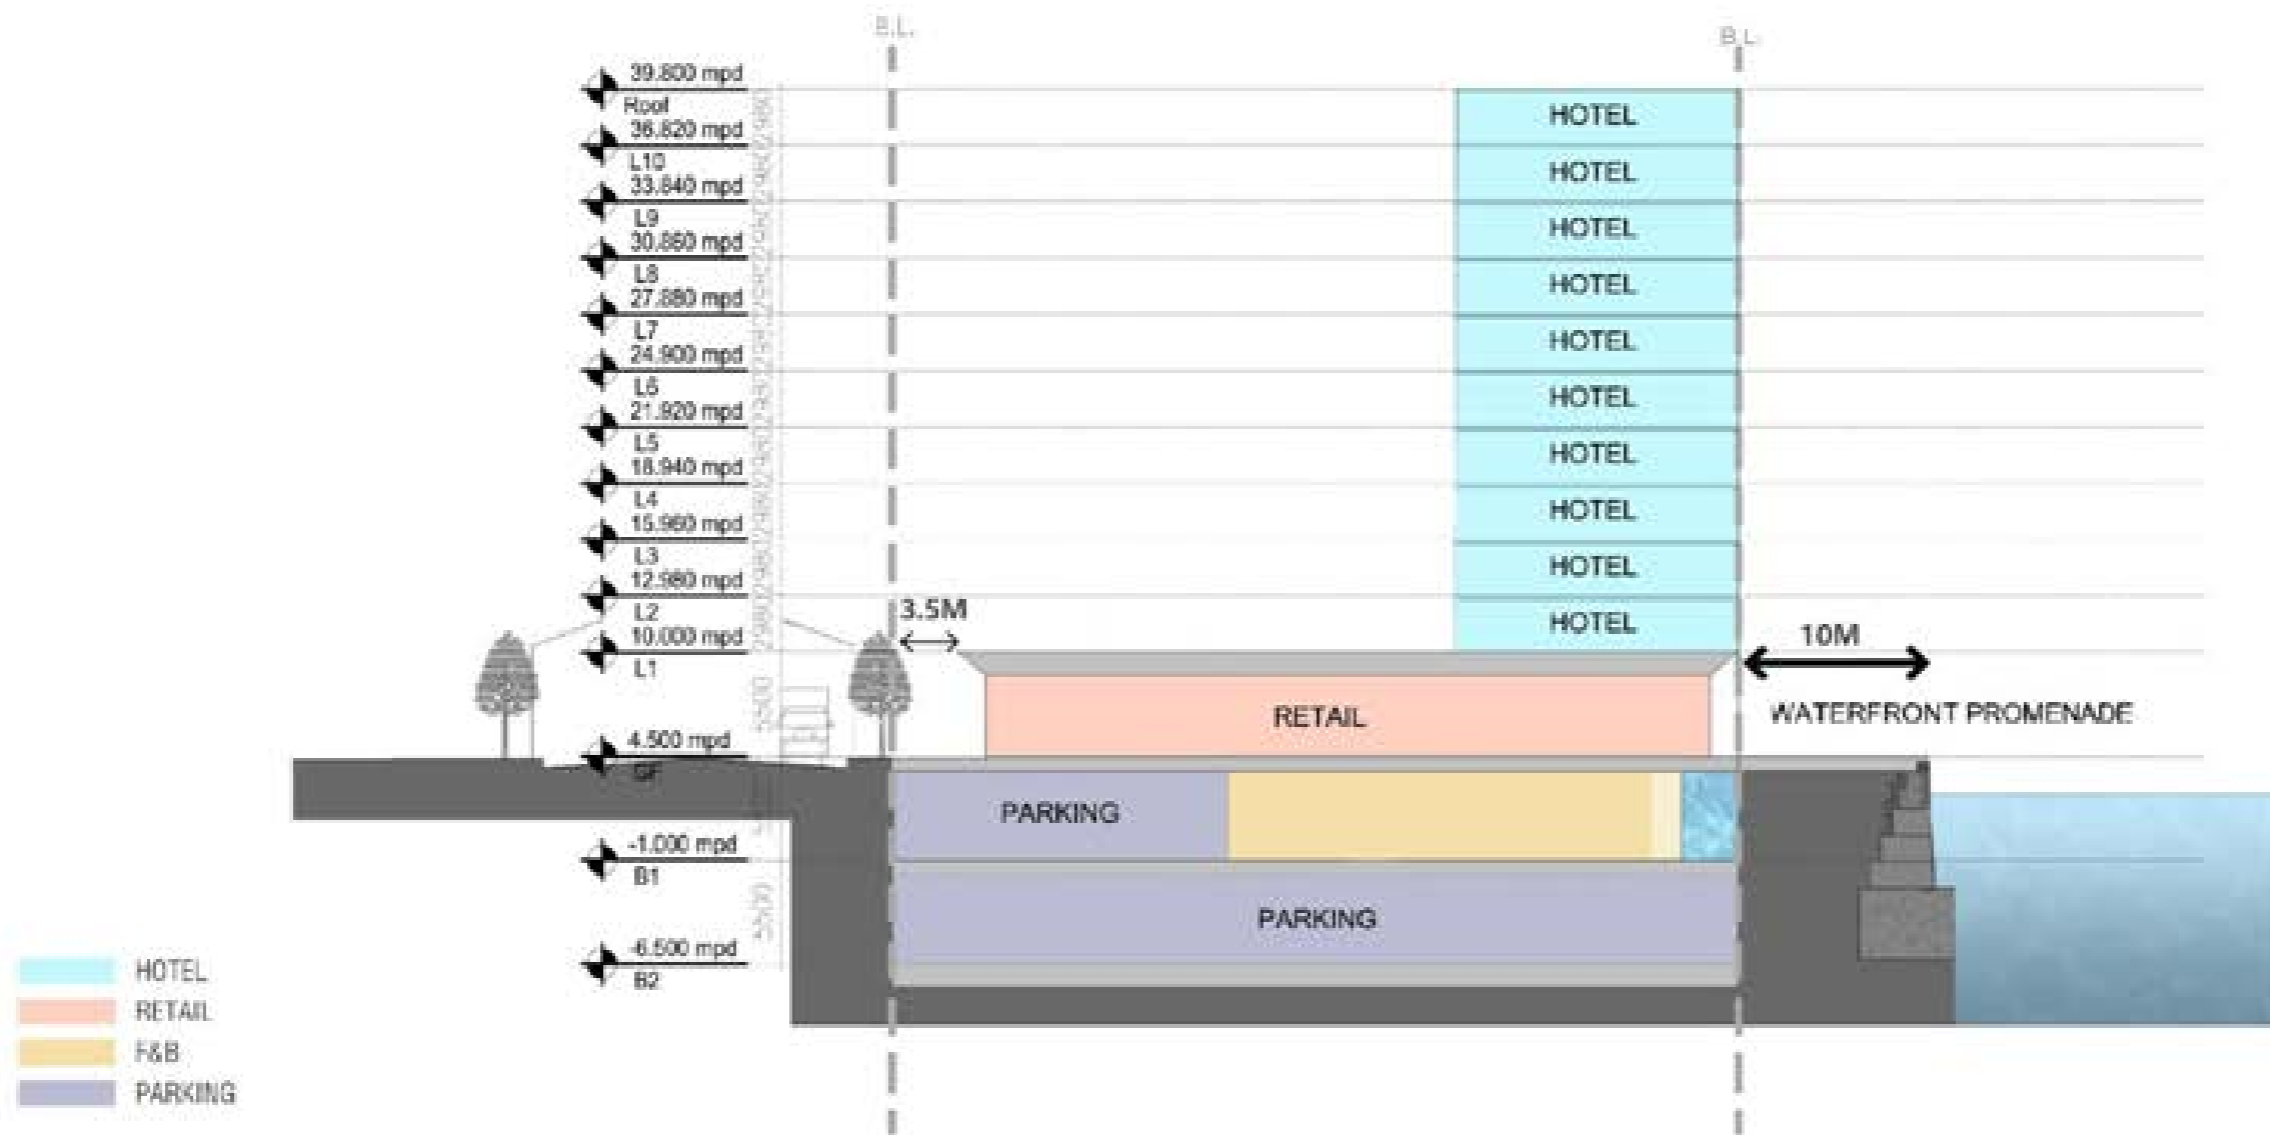 B.L.
B.L.
39.800 mpd
Roof
36.820 mpd
L10
33.840 mpd
L9
30.860 mpd
L8
27.880 mpd
L7
24.900 mpd
L6
21.920 mpd
L5
18.940 mpd
L4
15.960 mpd
L3
12.980 mpd
L2
10.000 mpd
L1
4.500 mpd
GF
-1.000 mpd
B1
-6.500 mpd
B2
2980
5500
5500
HOTEL
HOTEL
HOTEL
HOTEL
HOTEL
HOTEL
HOTEL
HOTEL
HOTEL
HOTEL
3.5M
10M
RETAIL
WATERFRONT PROMENADE
PARKING
PARKING
HOTEL
RETAIL
F&B
PARKING